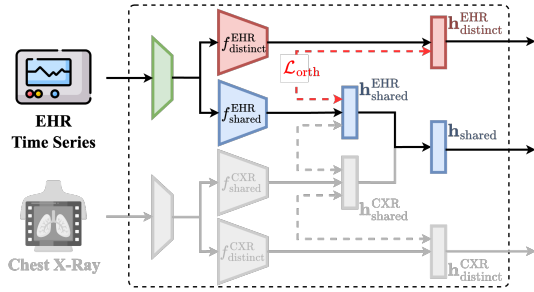 h^EHR_distinct
f^EHR_distinct
L_orth
h^EHR_shared
EHR
Time Series
f^EHR_shared
h_shared
f^CXR_shared
h^CXR_shared
Chest X-Ray
f^CXR_distinct
h^CXR_distinct